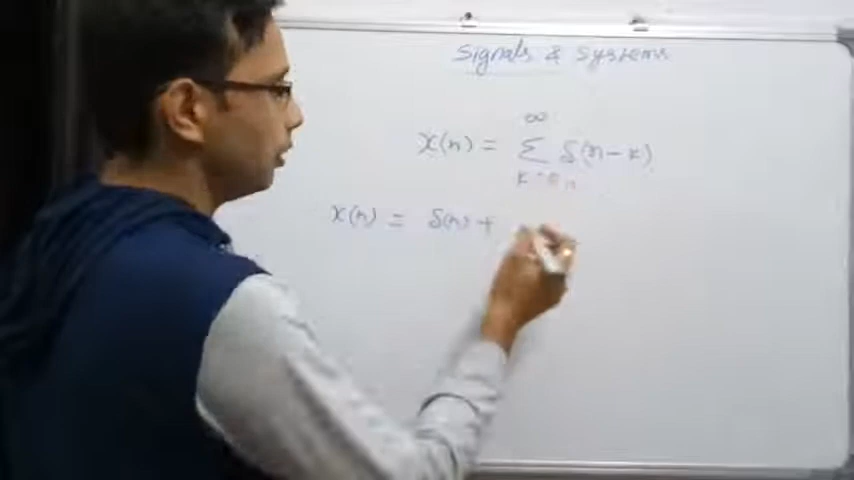 Signals & Systems
∞
x(n) = Σ δ(n-k)
x(n) = δ(n) +